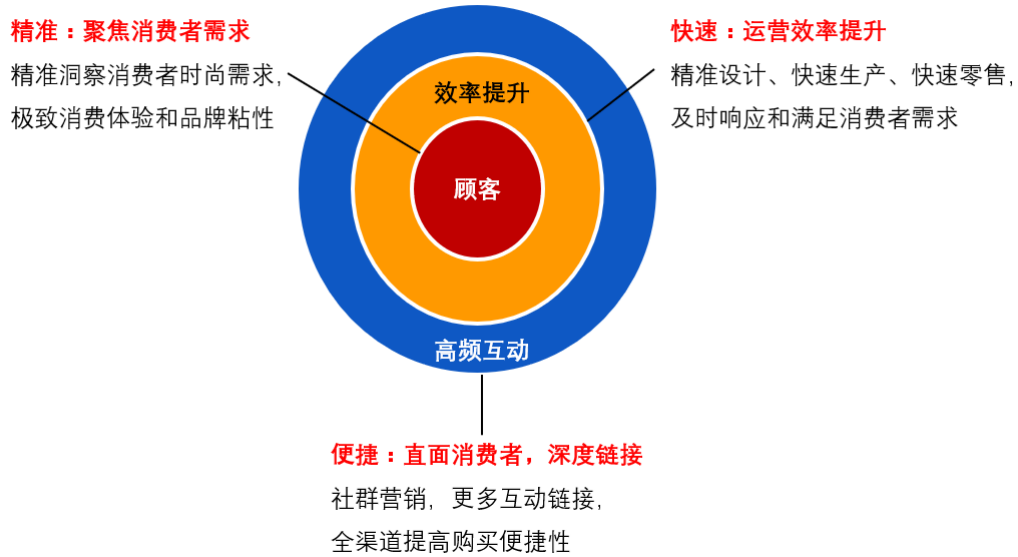 精准：聚焦消费者需求
精准洞察消费者时尚需求，
极致消费体验和品牌粘性
快速：运营效率提升
精准设计、快速生产、快速零售，
及时响应和满足消费者需求
效率提升
顾客
高频互动
便捷：直面消费者，深度链接
社群营销，更多互动链接，
全渠道提高购买便捷性